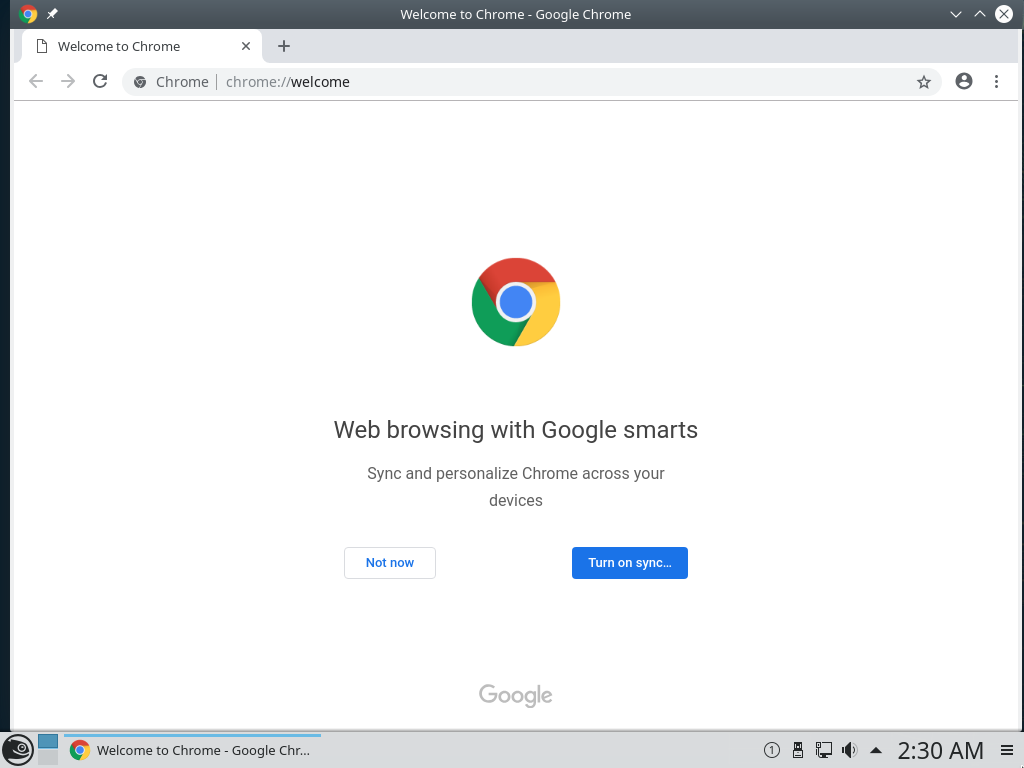 Welcome to Chrome - Google Chrome
Welcome to Chrome
Chrome | chrome://welcome
Web browsing with Google smarts
Sync and personalize Chrome across your
devices
Not now
Turn on sync...
Google
Welcome to Chrome - Google Chr...
1
2:30 AM